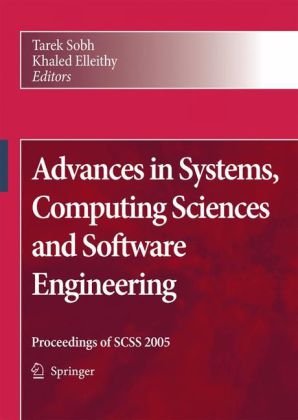 Tarek Sobh
Khaled Elleithy
Editors
Advances in Systems,
Computing Sciences
and Software
Engineering
Proceedings of SCSS 2005
Springer